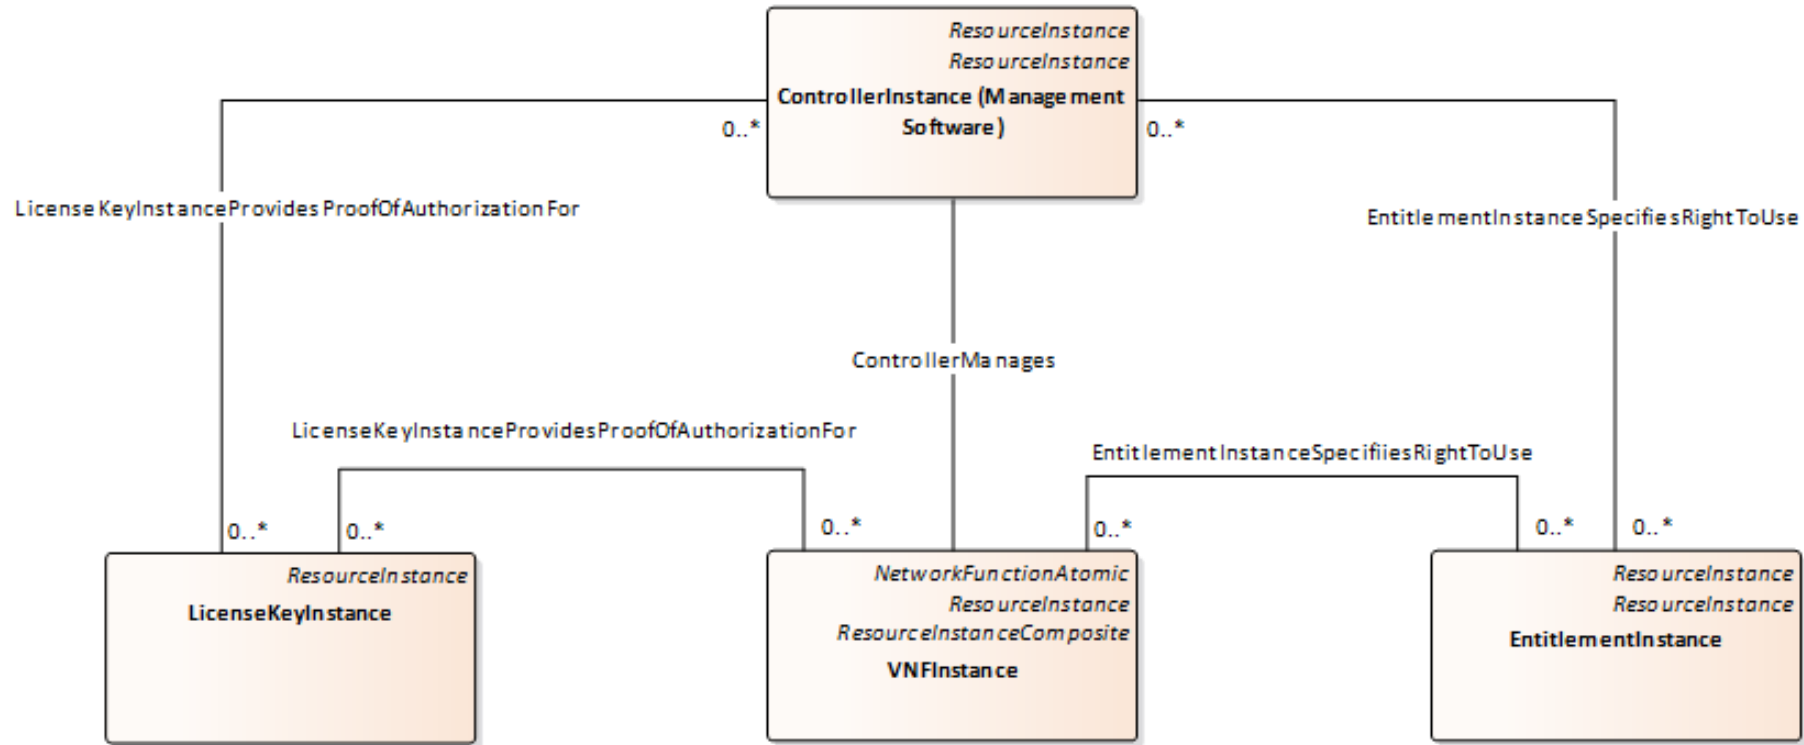 ResourceInstance
ResourceInstance
ControllerInstance (Management
Software)
0..*
0..*
LicenseKeyInstanceProvidesProofOfAuthorizationFor
EntitlementInstanceSpecifiesRightToUse
ControllerManages
LicenseKeyInstanceProvidesProofOfAuthorizationFor
EntitlementInstanceSpecifiiesRightToUse
0..*
0..*
0..*
0..*
0..*
0..*
ResourceInstance
LicenseKeyInstance
NetworkFunctionAtomic
ResourceInstance
ResourceInstanceComposite
VNFInstance
ResourceInstance
ResourceInstance
EntitlementInstance